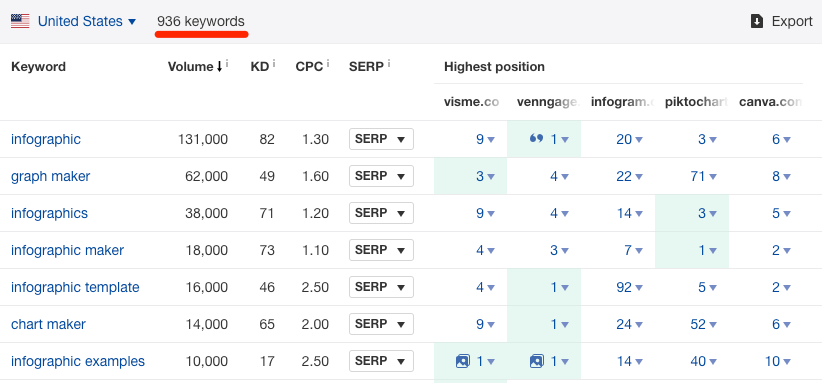 United States 936 keywords Export
Keyword Volume KD CPC SERP Highest position
visme.co venngage. infogram.c piktochart canva.com
infographic 131,000 82 1.30 SERP 9 1 20 3 6
graph maker 62,000 49 1.60 SERP 3 4 22 71 8
infographics 38,000 71 1.20 SERP 9 4 14 3 5
infographic maker 18,000 73 1.10 SERP 4 3 7 1 2
infographic template 16,000 46 2.50 SERP 4 1 92 5 2
chart maker 14,000 65 2.00 SERP 9 1 24 52 6
infographic examples 10,000 17 2.50 SERP 1 1 14 40 10